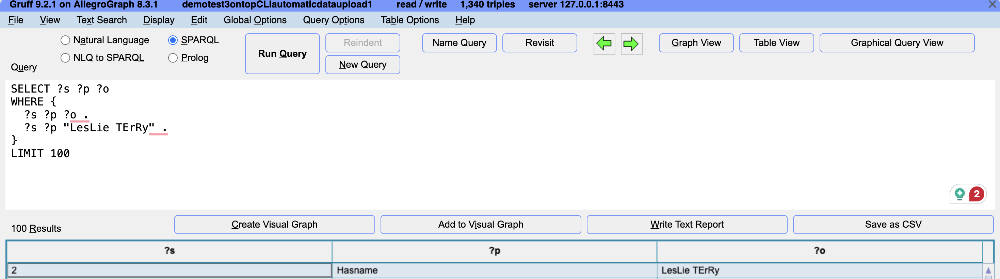 Gruff 9.2.1 on AllegroGraph 8.3.1 demotest3ontopCLIautomaticdataupload1 read / write 1,340 triples server 127.0.0.1:8443
File View Text Search Display Edit Global Options Query Options Table Options Help
Natural Language SPARQL
NLQ to SPARQL Prolog
Query
Run Query
Reindent
New Query
Name Query Revisit Graph View Table View Graphical Query View
SELECT ?s ?p ?o
WHERE {
?s ?p ?o .
?s ?p "LesLie TErRy" .
}
LIMIT 100
2
100 Results Create Visual Graph Add to Visual Graph Write Text Report Save as CSV
?s ?p ?o
2 Hasname LesLie TErRy